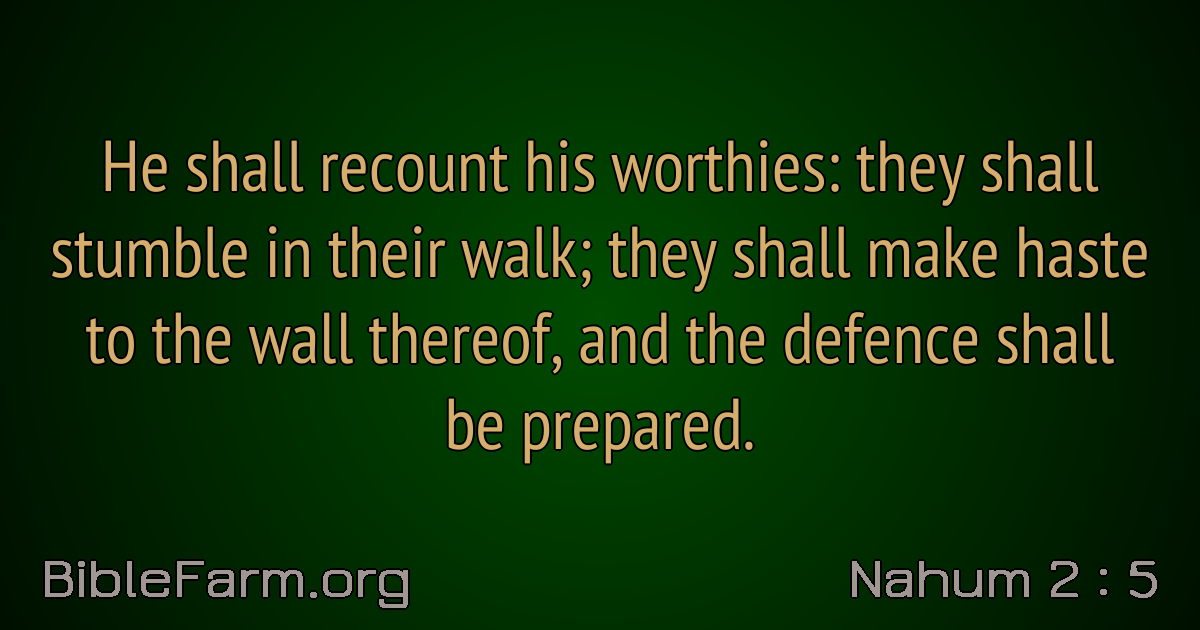 He shall recount his worthies: they shall
stumble in their walk; they shall make haste
to the wall thereof, and the defence shall
be prepared.
BibleFarm.org
Nahum 2 : 5